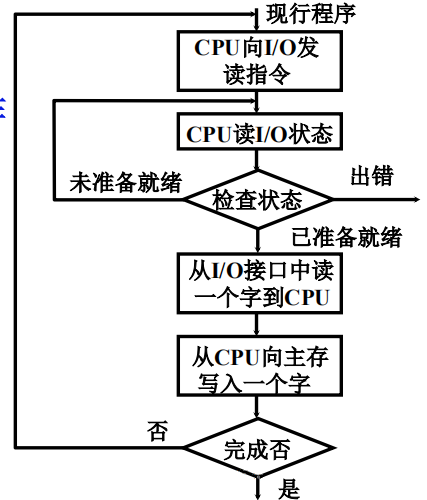 现行程序
CPU向I/O发
读指令
CPU读I/O状态
未准备就绪
检查状态
出错
已准备就绪
从I/O接口中读
一个字到CPU
从CPU向主存
写入一个字
否
完成否
是